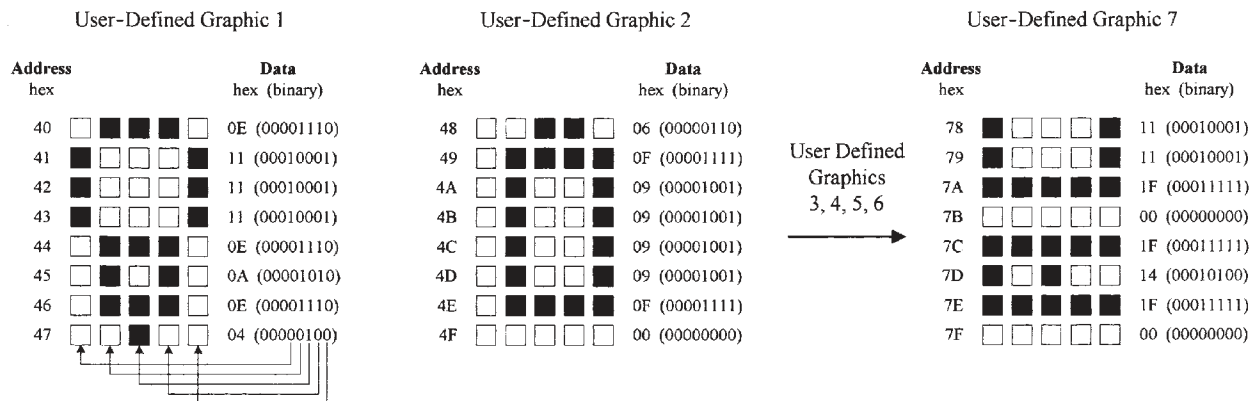 User-Defined Graphic 1
Address Data
hex hex (binary)
40 0E (00001110)
41 11 (00010001)
42 11 (00010001)
43 11 (00010001)
44 0E (00001110)
45 0A (00001010)
46 0E (00001110)
47 04 (00000100)
User-Defined Graphic 2
Address Data
hex hex (binary)
48 06 (00000110)
49 0F (00001111)
4A 09 (00001001)
4B 09 (00001001)
4C 09 (00001001)
4D 09 (00001001)
4E 0F (00001111)
4F 00 (00000000)
User Defined
Graphics
3, 4, 5, 6
User-Defined Graphic 7
Address Data
hex hex (binary)
78 11 (00010001)
79 11 (00010001)
7A 1F (00011111)
7B 00 (00000000)
7C 1F (00011111)
7D 14 (00010100)
7E 1F (00011111)
7F 00 (00000000)